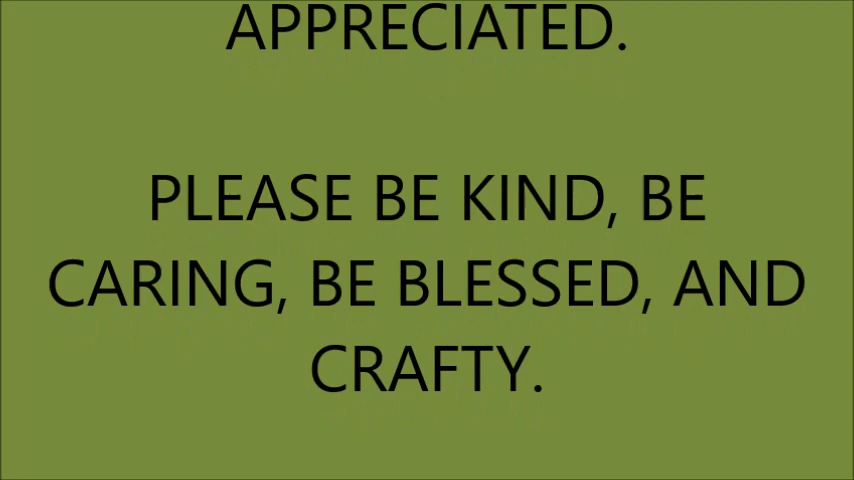 APPRECIATED.
PLEASE BE KIND, BE
CARING, BE BLESSED, AND
CRAFTY.